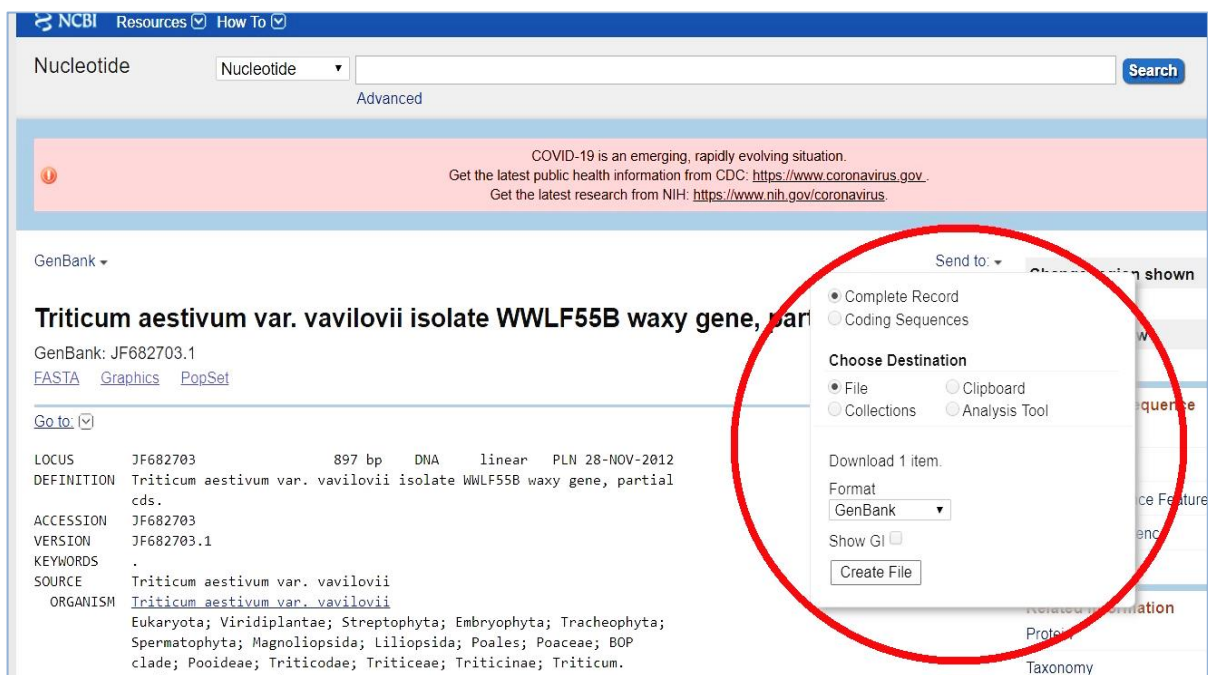 NCBI Resources How To
Nucleotide Nucleotide Search
Advanced
COVID-19 is an emerging, rapidly evolving situation.
Get the latest public health information from CDC: https://www.coronavirus.gov .
Get the latest research from NIH: https://www.nih.gov/coronavirus.
GenBank Send to:
Triticum aestivum var. vavilovii isolate WWLF55B waxy gene,
GenBank: JF682703.1
FASTA Graphics PopSet
Go to:
LOCUS JF682703 897 bp DNA linear PLN 28-NOV-2012
DEFINITION Triticum aestivum var. vavilovii isolate WWLF55B waxy gene, partial
cds.
ACCESSION JF682703
VERSION JF682703.1
KEYWORDS .
SOURCE Triticum aestivum var. vavilovii
ORGANISM Triticum aestivum var. vavilovii
Eukaryota; Viridiplantae; Streptophyta; Embryophyta; Tracheophyta;
Spermatophyta; Magnoliopsida; Liliopsida; Poales; Poaceae; BOP
clade; Pooideae; Triticodae; Triticeae; Triticinae; Triticum.
Complete Record
Coding Sequences
Choose Destination
File Clipboard
Collections Analysis Tool
Download 1 item.
Format
GenBank
Show GI
Create File
shown
Protein
Taxonomy